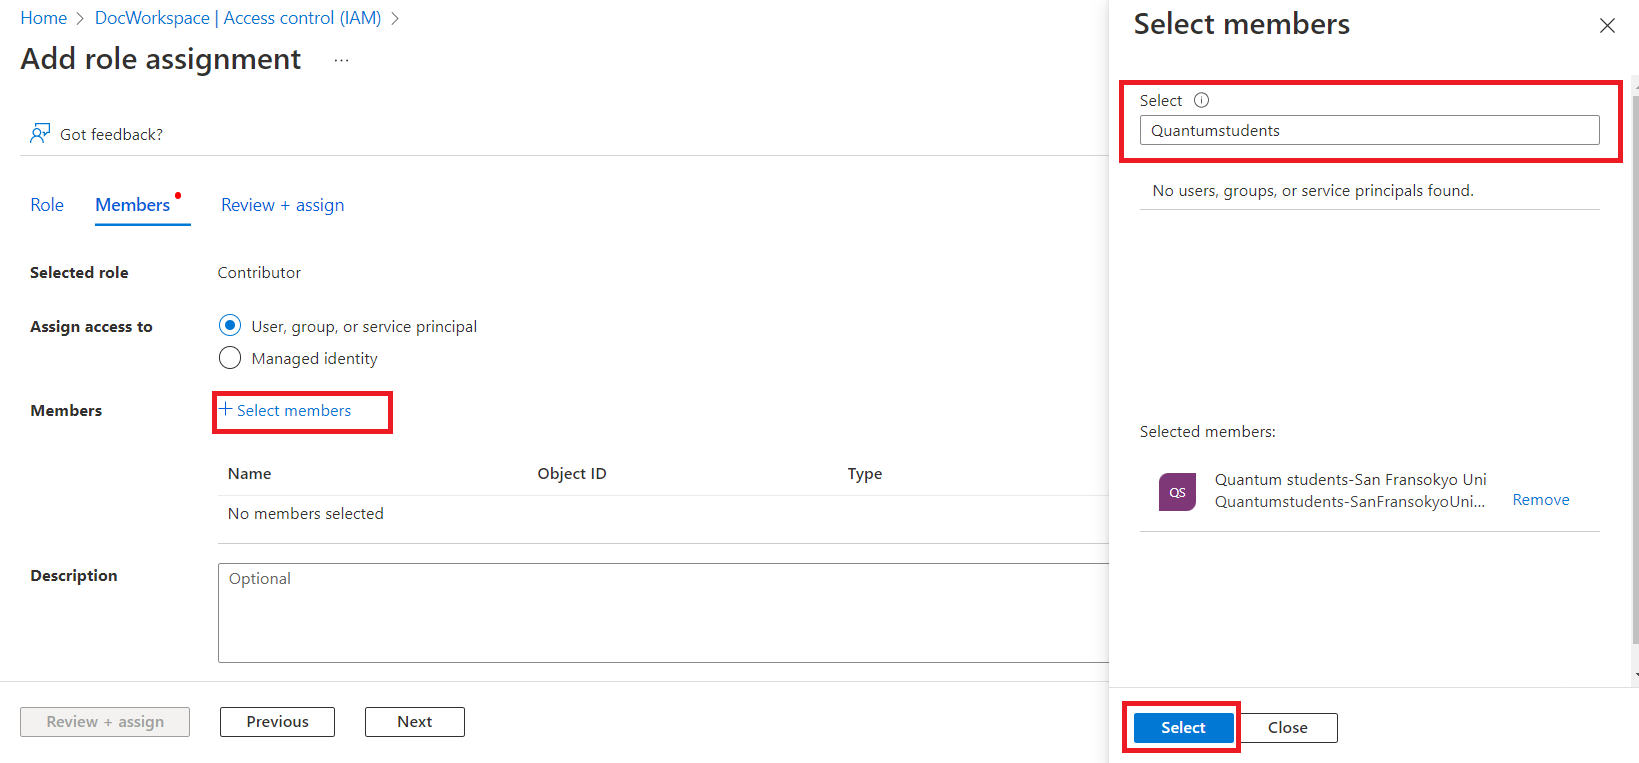 Home > DocWorkspace | Access control (IAM) >
Add role assignment ...
Got feedback?
Role Members Review + assign
Selected role Contributor
Assign access to User, group, or service principal
Managed identity
Members + Select members
Name Object ID Type
No members selected
Description Optional
Review + assign Previous Next
Select members
Select
Quantumstudents
No users, groups, or service principals found.
Selected members:
QS
Quantum students-San Fransokyo Uni
Quantumstudents-SanFransokyoUni... Remove
Select Close